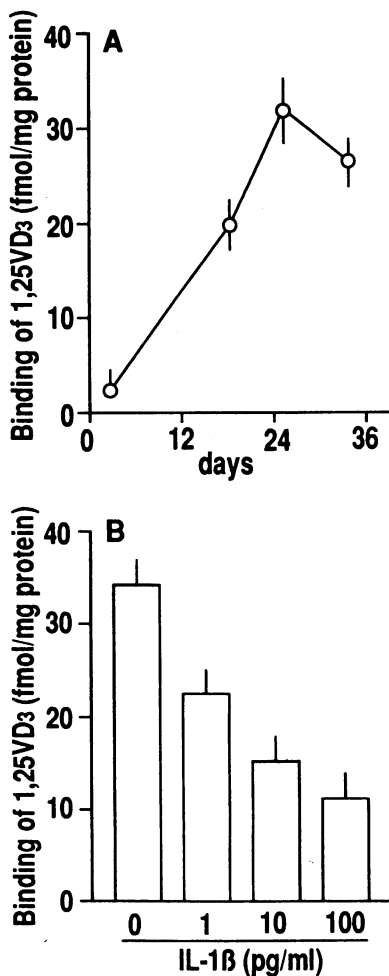 A
Binding of 1,25VD3 (fmol/mg protein)
40
30
20
10
0
0 12 24 36
days
B
Binding of 1,25VD3 (fmol/mg protein)
40
30
20
10
0
0 1 10 100
IL-1ß (pg/ml)